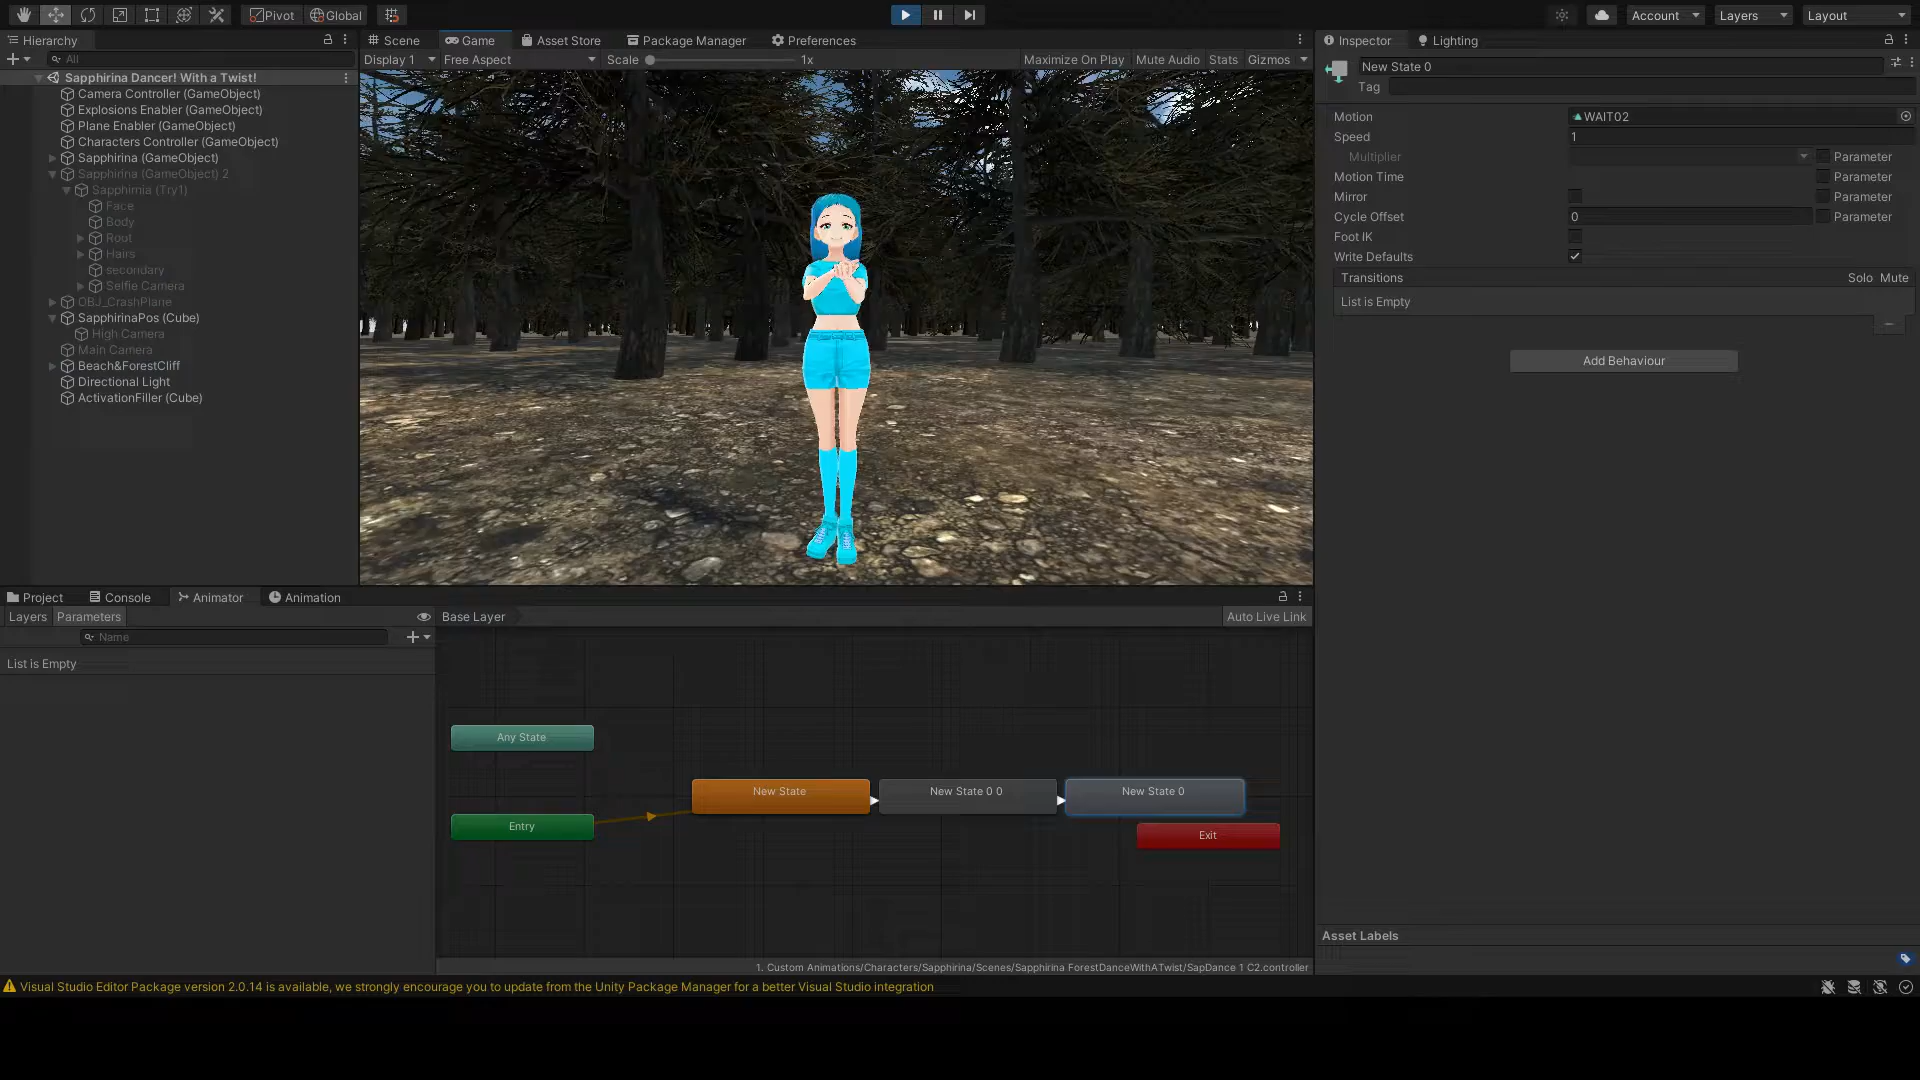 Pivot Global Account Layers Layout
Hierarchy
All
Sapphirina Dancer! With a Twist!
Camera Controller (GameObject)
Explosions Enabler (GameObject)
Plane Enabler (GameObject)
Characters Controller (GameObject)
Sapphirina (GameObject)
Sapphirina (GameObject) 2
Sapphirnia (Try1)
Face
Body
Root
Hairs
secondary
Selfie Camera
OBJ_CrashPlane
SapphirinaPos (Cube)
High Camera
Main Camera
Beach&ForestCliff
Directional Light
ActivationFiller (Cube)
Scene Game Asset Store Package Manager Preferences
Display 1 Free Aspect Scale 1x Maximize On Play Mute Audio Stats Gizmos
Inspector Lighting
New State 0
Tag
Motion WAIT02
Speed 1
Multiplier Parameter
Motion Time Parameter
Mirror Parameter
Cycle Offset 0 Parameter
Foot IK
Write Defaults
Transitions Solo Mute
List is Empty
Add Behaviour
Asset Labels
Project Console Animator Animation
Layers Parameters Base Layer Auto Live Link
Name
List is Empty
Any State
Entry
New State
New State 0 0
New State 0
Exit
1. Custom Animations/Characters/Sapphirina/Scenes/Sapphirina ForestDanceWithATwist/SapDance 1 C2.controller
Visual Studio Editor Package version 2.0.14 is available, we strongly encourage you to update from the Unity Package Manager for a better Visual Studio integration